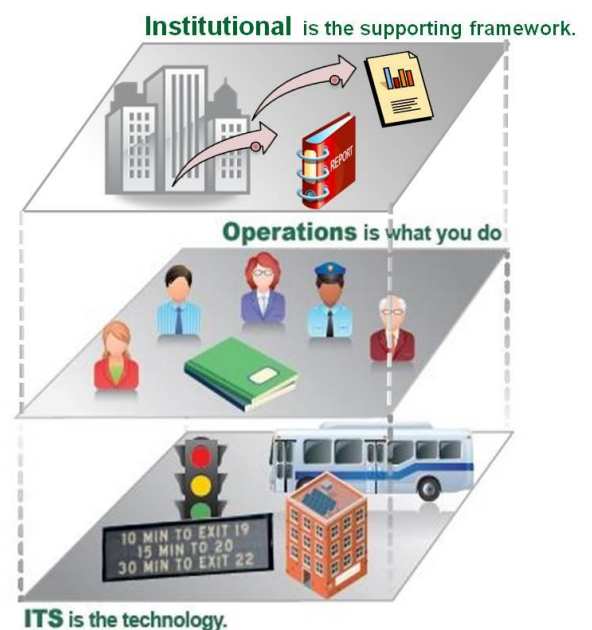 Institutional is the supporting framework.
REPORT
Operations is what you do
10 MIN TO EXIT 19
15 MIN TO 20
30 MIN TO EXIT 22
ITS is the technology.